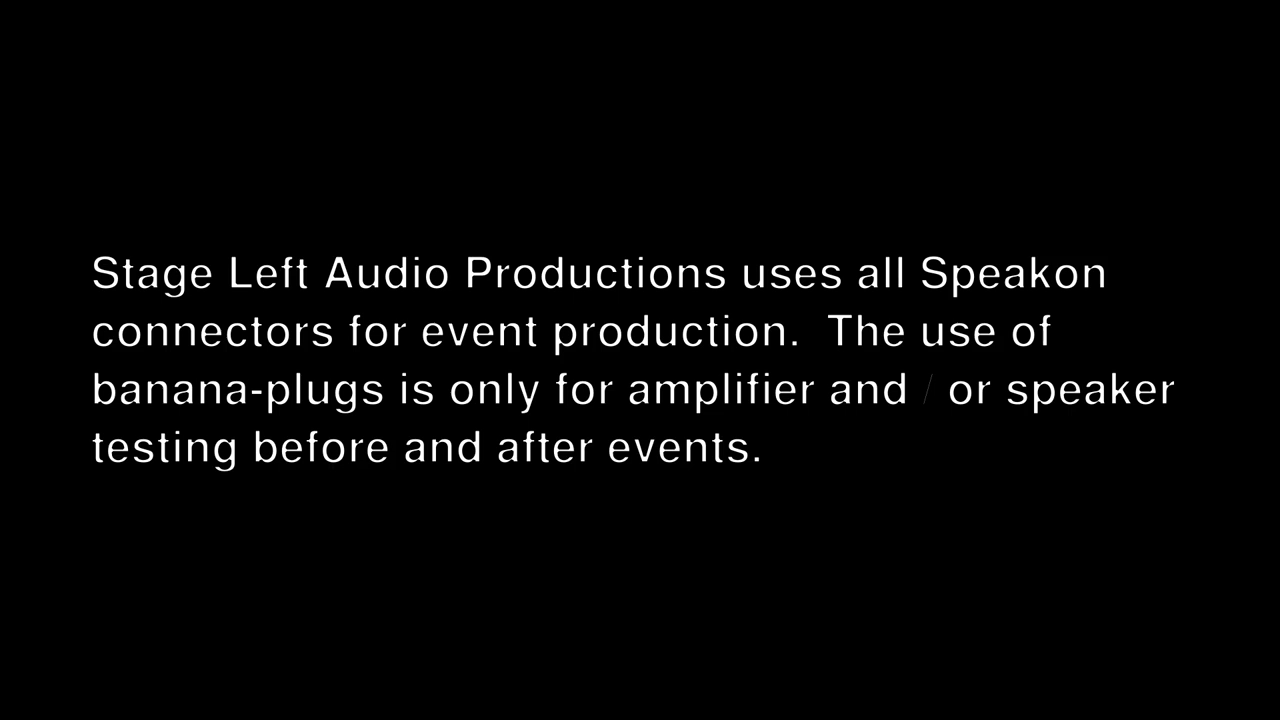 Stage Left Audio Productions uses all Speakon
connectors for event production.  The use of
banana-plugs is only for amplifier and / or speaker
testing before and after events.